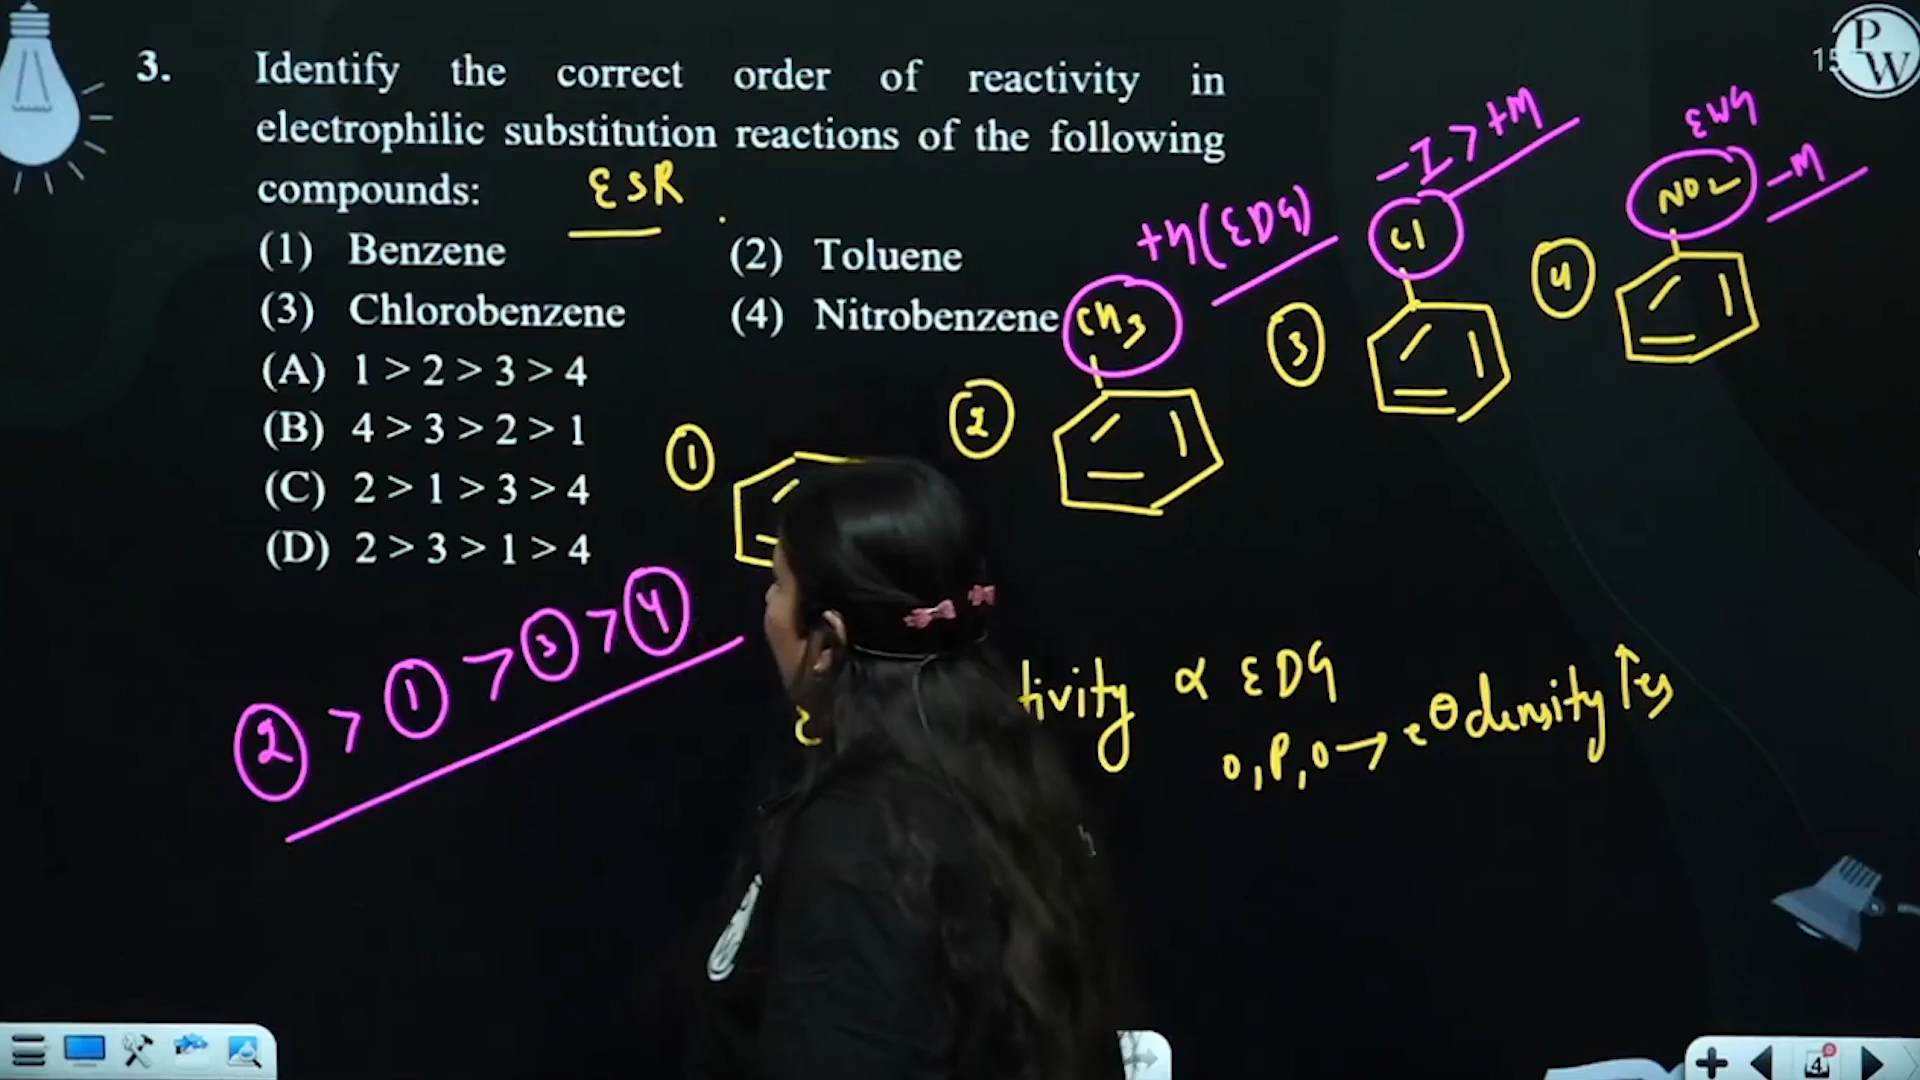 3. Identify the correct order of reactivity in
electrophilic substitution reactions of the following
compounds:
ESR
(1) Benzene (2) Toluene
(3) Chlorobenzene (4) Nitrobenzene
(A) 1 > 2 > 3 > 4
(B) 4 > 3 > 2 > 1
(C) 2 > 1 > 3 > 4
(D) 2 > 3 > 1 > 4
2 > 1 > 3 > 4
1
2
CH3
+H(EDG)
3
Cl
-I > +M
4
NO2
EWG
-M
tivity ∝ EDG
o, p, o → e⊖ density ↑es
PW
15
4